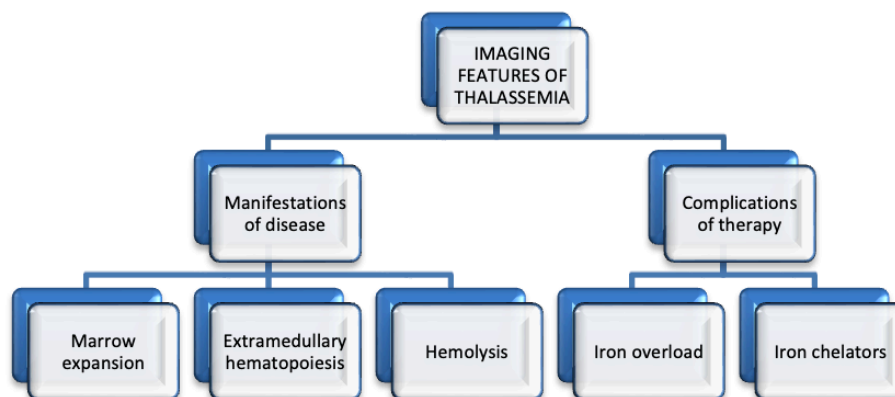 IMAGING
FEATURES OF
THALASSEMIA
Manifestations
of disease
Complications
of therapy
Marrow
expansion
Extramedullary
hematopoiesis
Hemolysis
Iron overload
Iron chelators